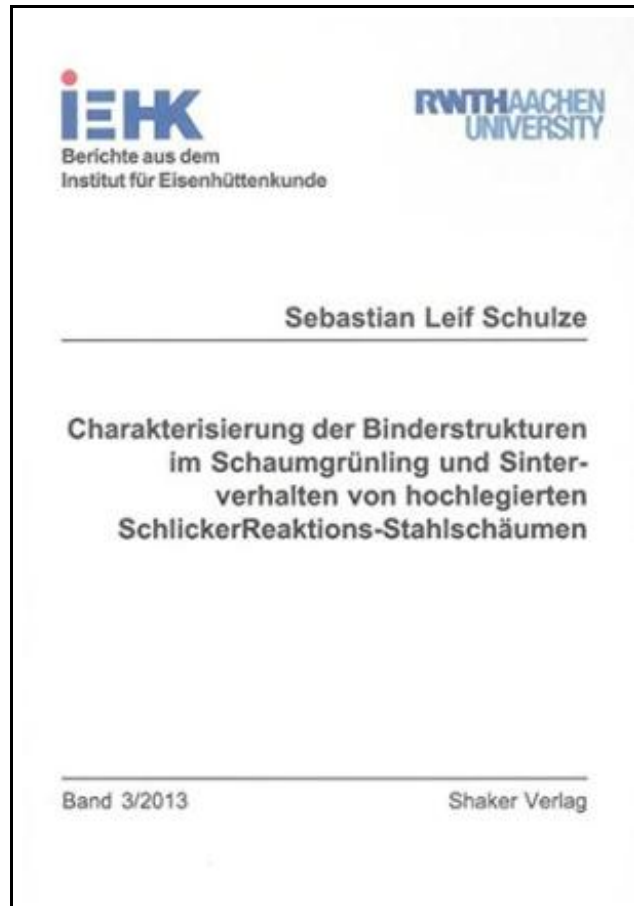 iEHK
RWTHAACHEN
UNIVERSITY
Berichte aus dem
Institut für Eisenhüttenkunde
Sebastian Leif Schulze
Charakterisierung der Binderstrukturen
im Schaumgrünling und Sinter-
verhalten von hochlegierten
SchlickerReaktions-Stahlschäumen
Band 3/2013
Shaker Verlag